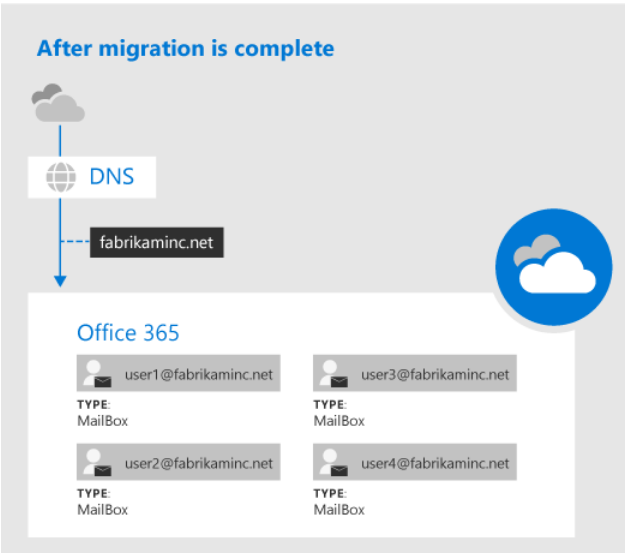 After migration is complete
DNS
fabrikaminc.net
Office 365
user1@fabrikaminc.net
TYPE:
MailBox
user3@fabrikaminc.net
TYPE:
MailBox
user2@fabrikaminc.net
TYPE:
MailBox
user4@fabrikaminc.net
TYPE:
MailBox